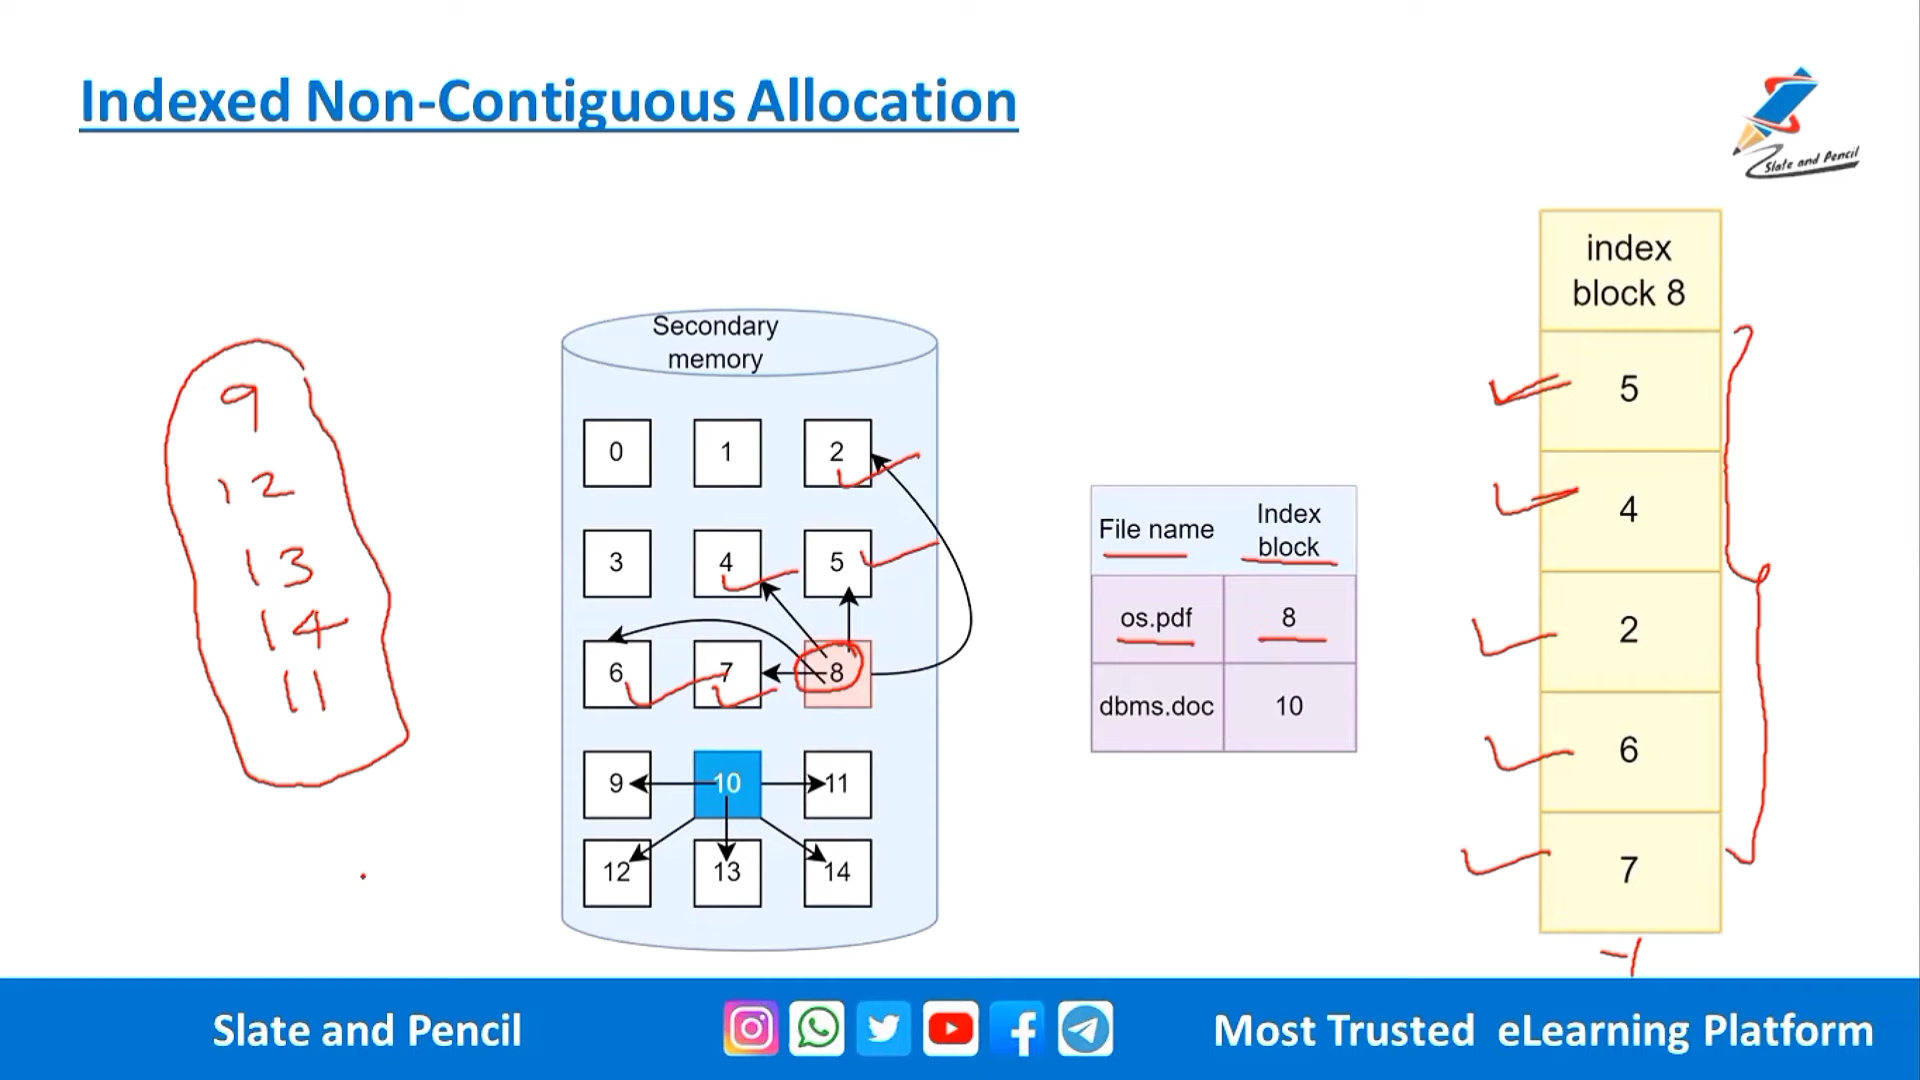 Indexed Non-Contiguous Allocation
Slate and Pencil
9
12
13
14
11
Secondary
memory
0 1 2
3 4 5
6 7 8
9 10 11
12 13 14
File name Index block
os.pdf 8
dbms.doc 10
index
block 8
5
4
2
6
7
-1
Slate and Pencil
Most Trusted eLearning Platform